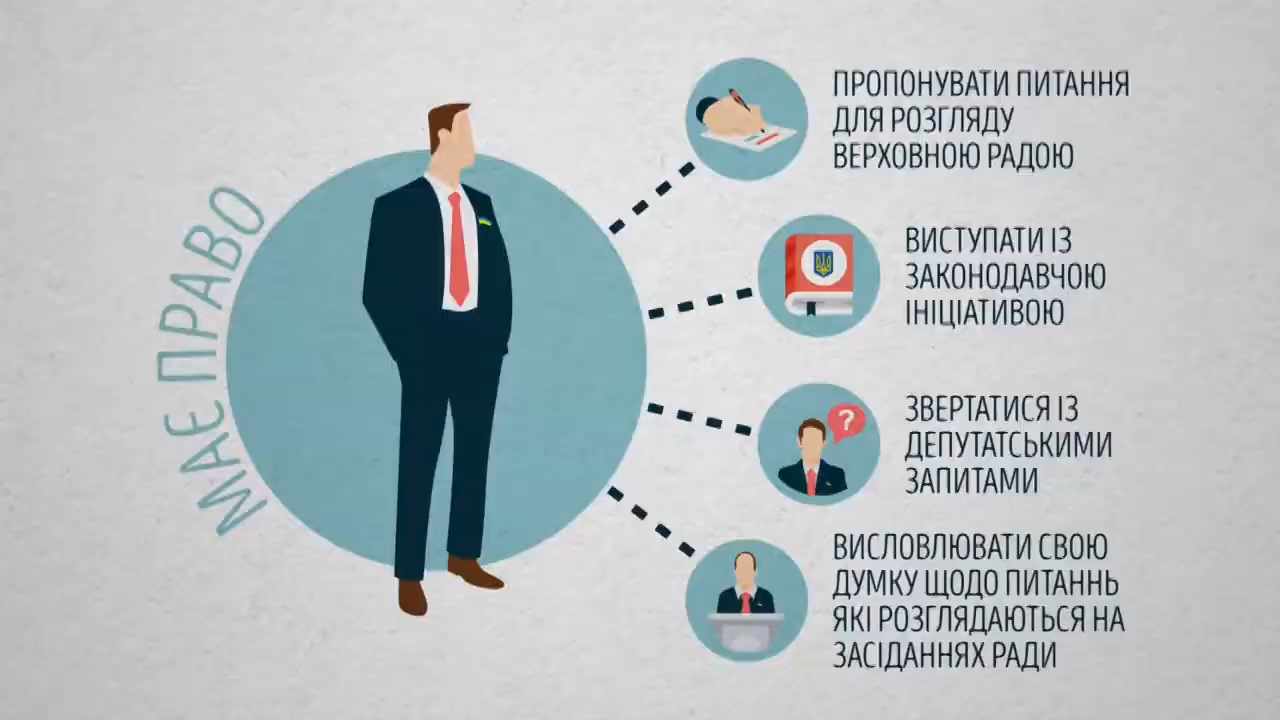 МАЄ ПРАВО
ПРОПОНУВАТИ ПИТАННЯ
ДЛЯ РОЗГЛЯДУ
ВЕРХОВНОЮ РАДОЮ
ВИСТУПАТИ ІЗ
ЗАКОНОДАВЧОЮ
ІНІЦІАТИВОЮ
?
ЗВЕРТАТИСЯ ІЗ
ДЕПУТАТСЬКИМИ
ЗАПИТАМИ
ВИСЛОВЛЮВАТИ СВОЮ
ДУМКУ ЩОДО ПИТАННЬ
ЯКІ РОЗГЛЯДАЮТЬСЯ НА
ЗАСІДАННЯХ РАДИ